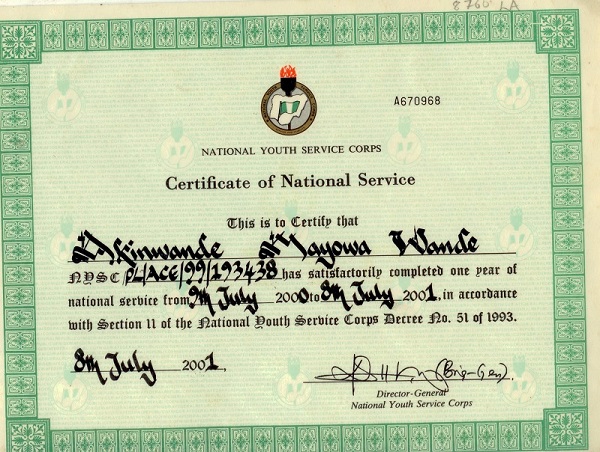 8760 LA
A670968
NATIONAL YOUTH SERVICE CORPS
Certificate of National Service
This is to Certify that
Akinwande Mayowa Wande
NYSC PL/ACE/99/193438 has satisfactorily completed one year of
national service from 9th July 2000 to 8th July 2001, in accordance
with Section 11 of the National Youth Service Corps Decree No. 51 of 1993.
8th July 2001,
(Brig-Gen).
Director-General
National Youth Service Corps